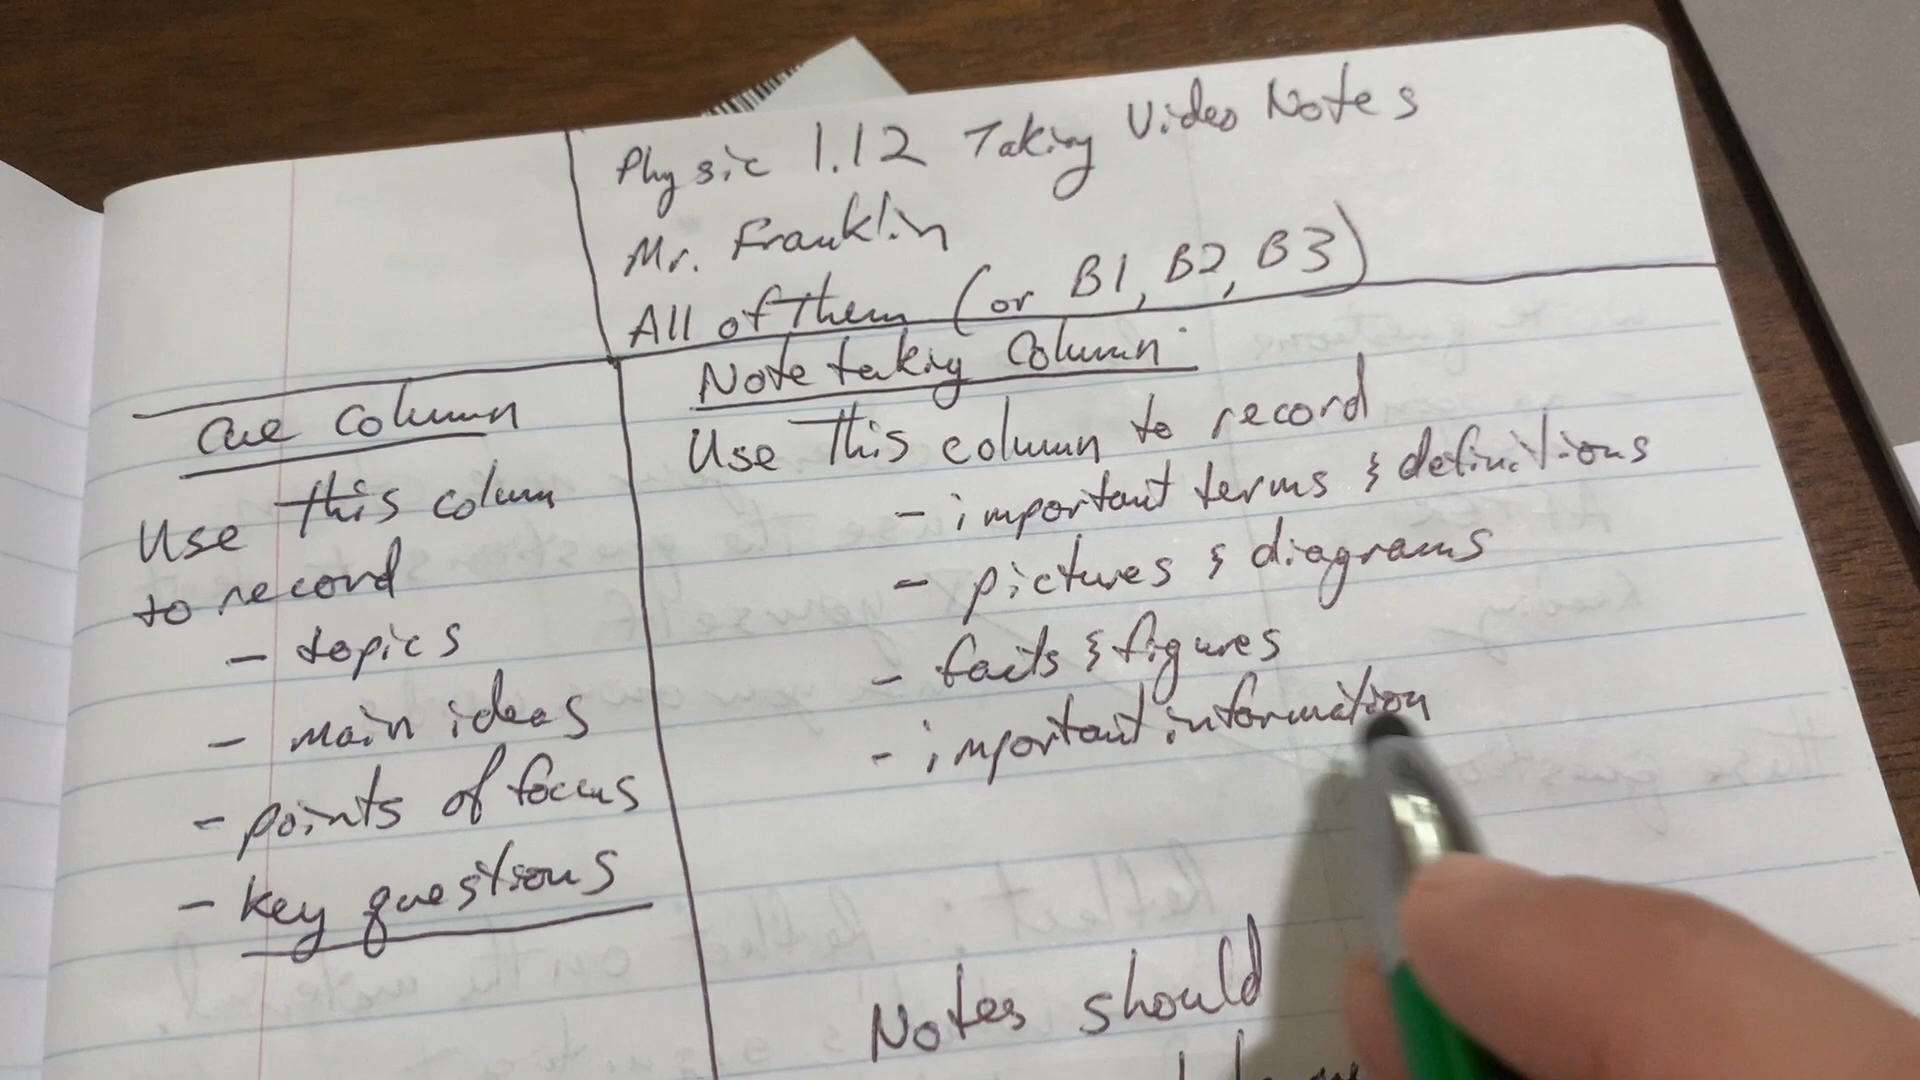 Physic 1.12 Taking Video Notes
Mr. Franklin
All of Them (or B1, B2, B3)
Cue Column
Use this colum
to record
- topics
- main ideas
- points of focus
- key questions
Note taking Column
Use this column to record
- important terms & definitions
- pictures & diagrams
- facts & figures
- important information
Notes should